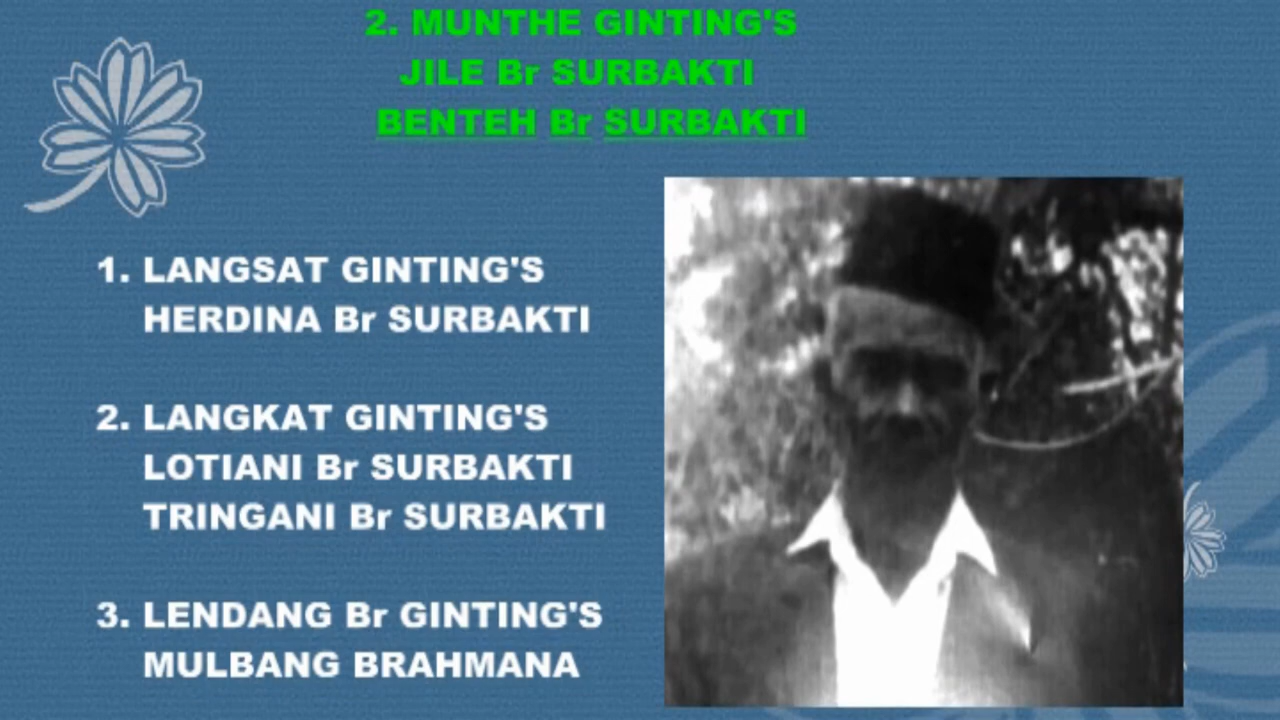 2. MUNTHE GINTING'S
JILE Br SURBAKTI
BENTEH Br SURBAKTI
1. LANGSAT GINTING'S
HERDINA Br SURBAKTI
2. LANGKAT GINTING'S
LOTIANI Br SURBAKTI
TRINGANI Br SURBAKTI
3. LENDANG Br GINTING'S
MULBANG BRAHMANA